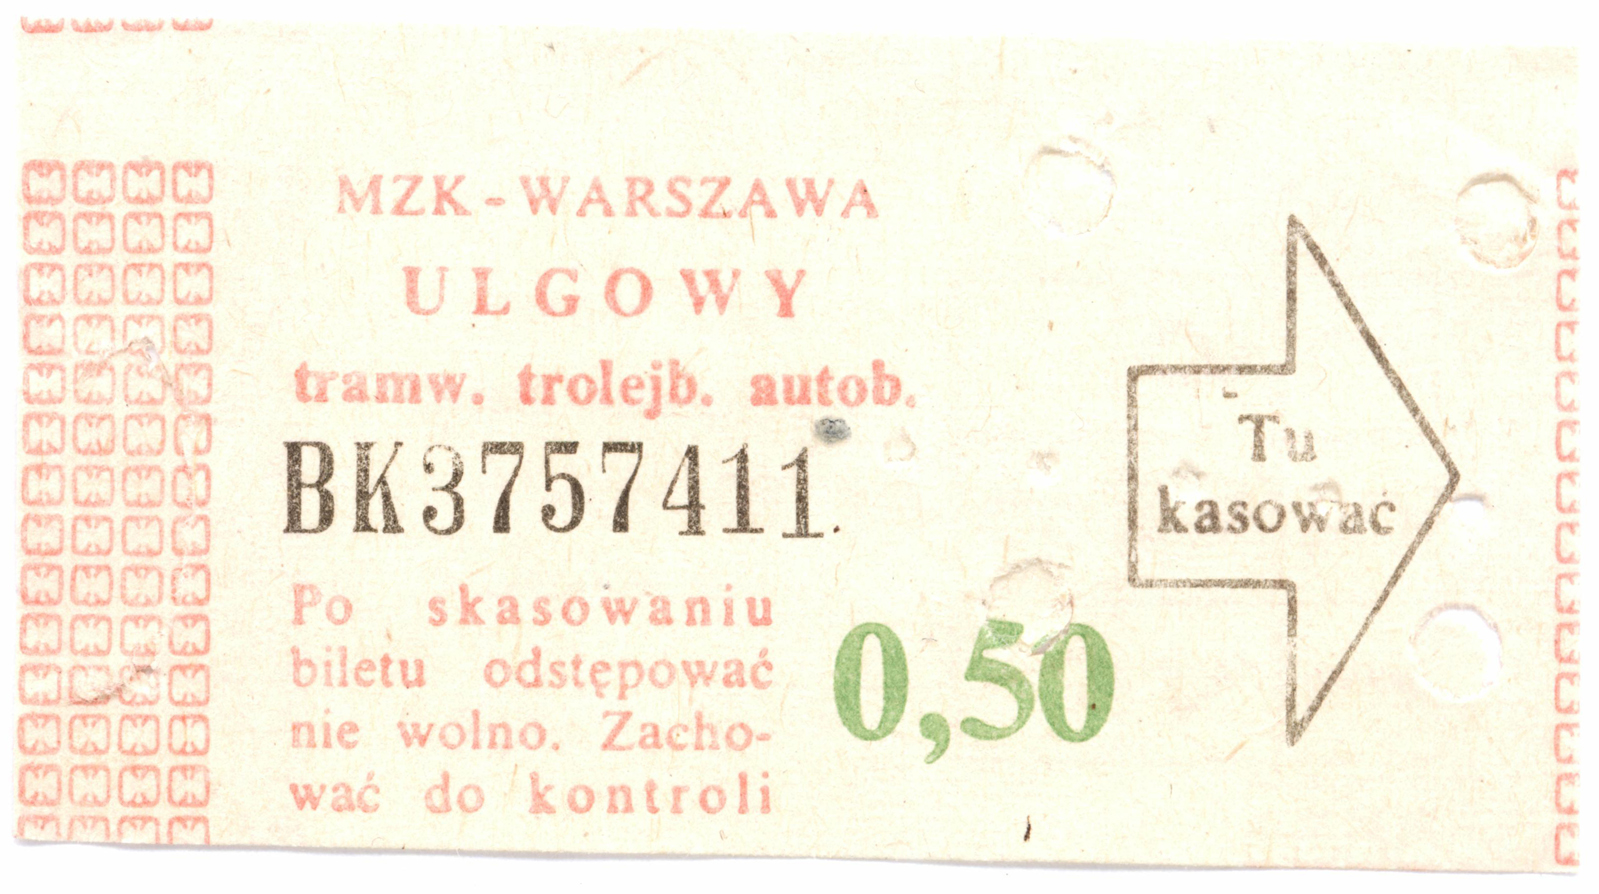 MZK-WARSZAWA
ULGOWY
tramw. trolejb. autob.
BK3757411
Po skasowaniu
biletu odstępować
nie wolno. Zacho-
wać do kontroli
0,50
Tu
kasować